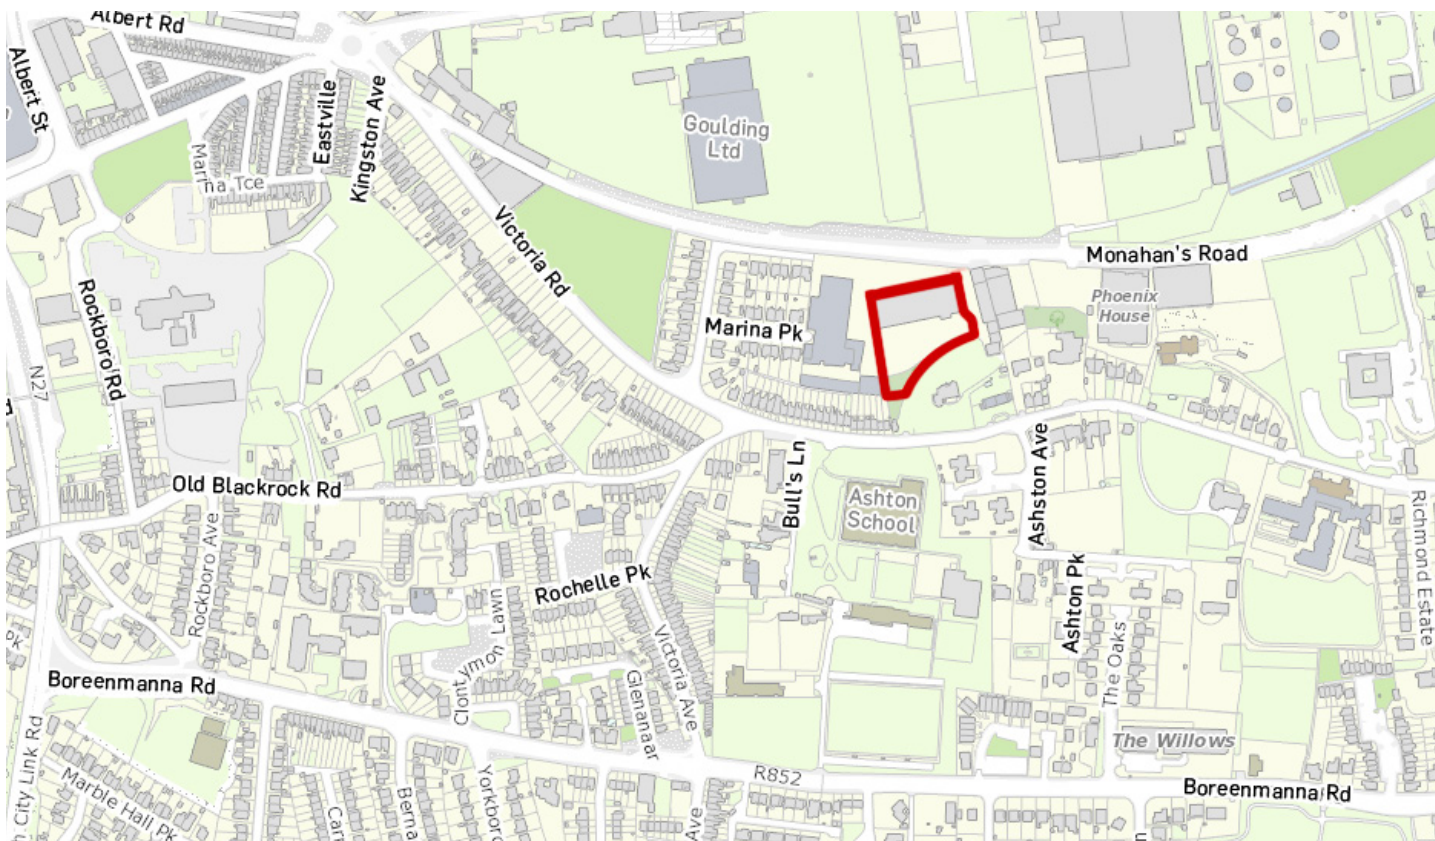 Albert Rd
Albert St
Eastville
Kingston Ave
Marina Tce
Goulding
Ltd
Victoria Rd
Monahan's Road
Phoenix
House
Marina Pk
Rockboro Rd
N27
Old Blackrock Rd
Bull's Ln
Ashton
School
Ashston Ave
Richmond Estate
Rockboro Ave
Rochelle Pk
Ashton Pk
The Oaks
Pk
Lawn
Victoria Ave
Glenanaar
Boreenmanna Rd
City Link Rd
Marble Hall Pk
Berna
Yorkboro
Ave
R852
The Willows
Boreenmanna Rd